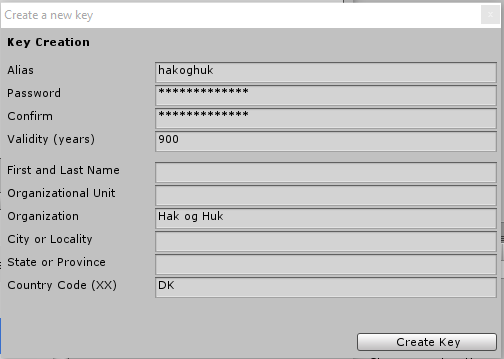 Create a new key
x
Key Creation
Alias hakoghuk
Password *************
Confirm *************
Validity (years) 900
First and Last Name
Organizational Unit
Organization Hak og Huk
City or Locality
State or Province
Country Code (XX) DK
Create Key